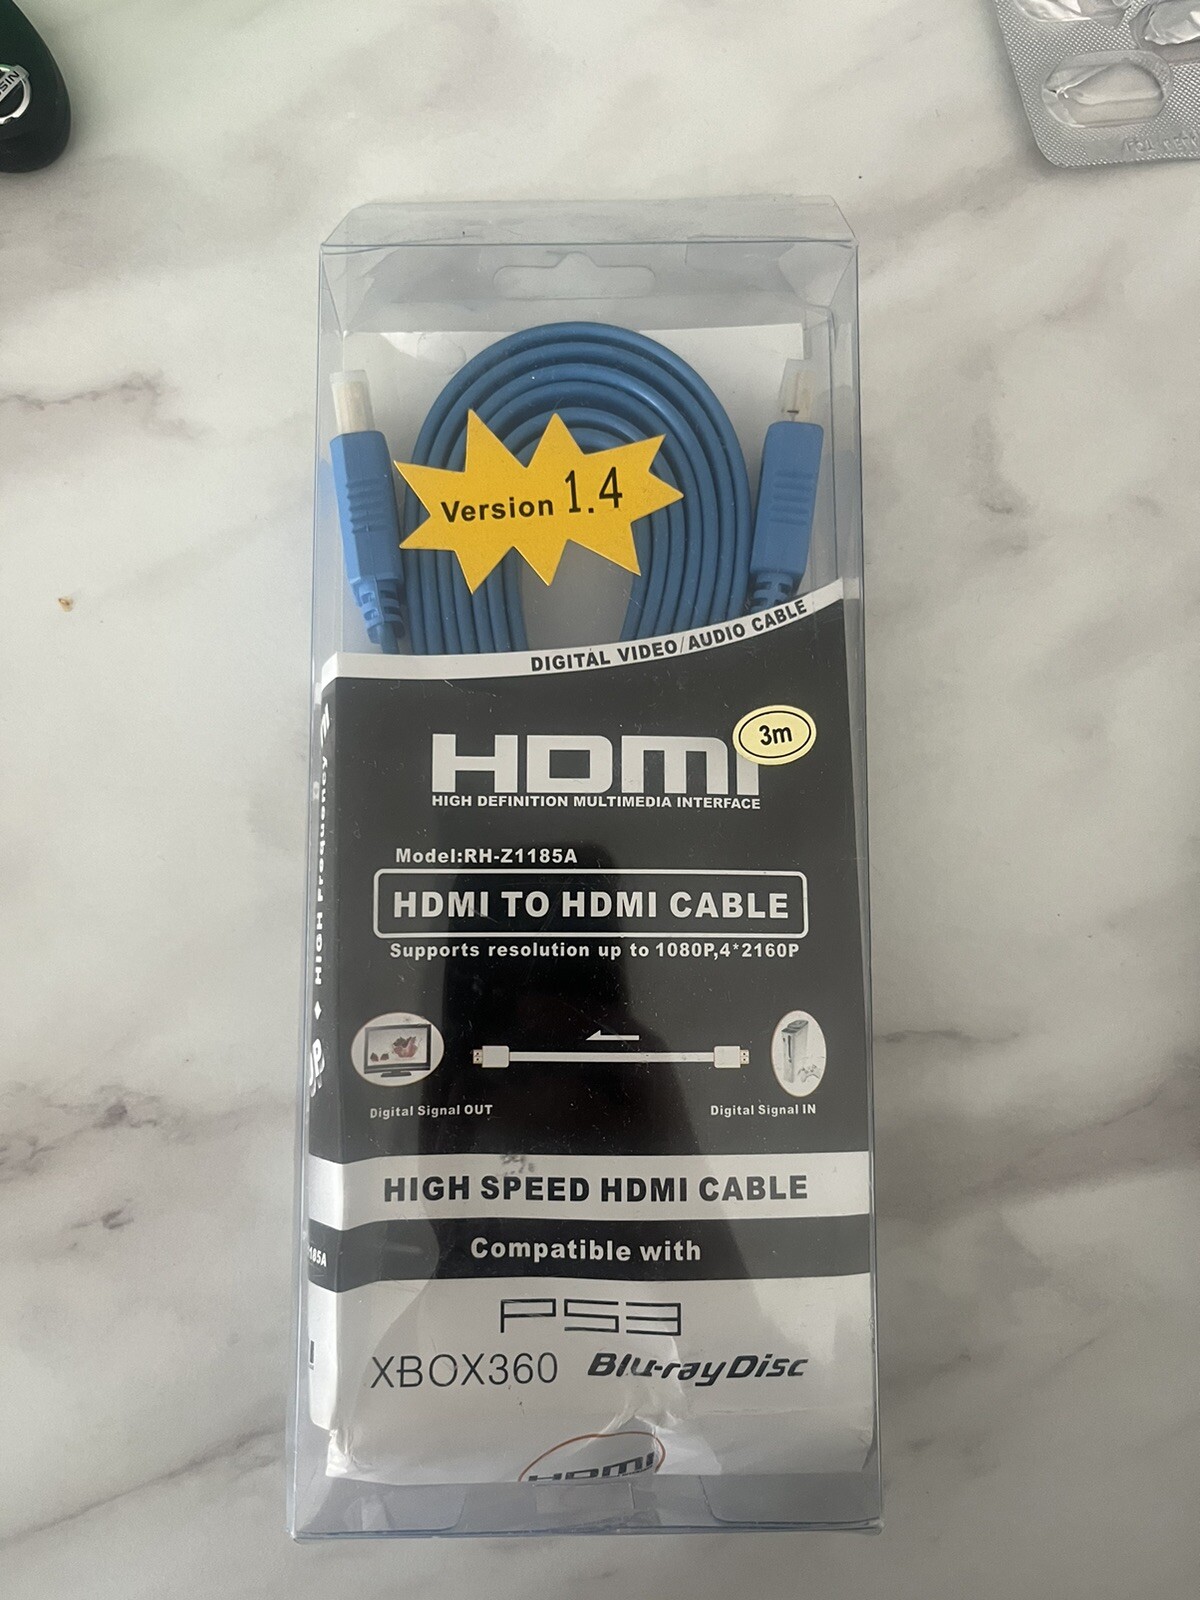 Version 1.4
DIGITAL VIDEO/AUDIO CABLE
3m
HDMI
HIGH DEFINITION MULTIMEDIA INTERFACE
Model:RH-Z1185A
HDMI TO HDMI CABLE
Supports resolution up to 1080P,4*2160P
Digital Signal OUT
Digital Signal IN
HIGH SPEED HDMI CABLE
Compatible with
PS3
XBOX360 Blu-ray Disc
HDMI
185A